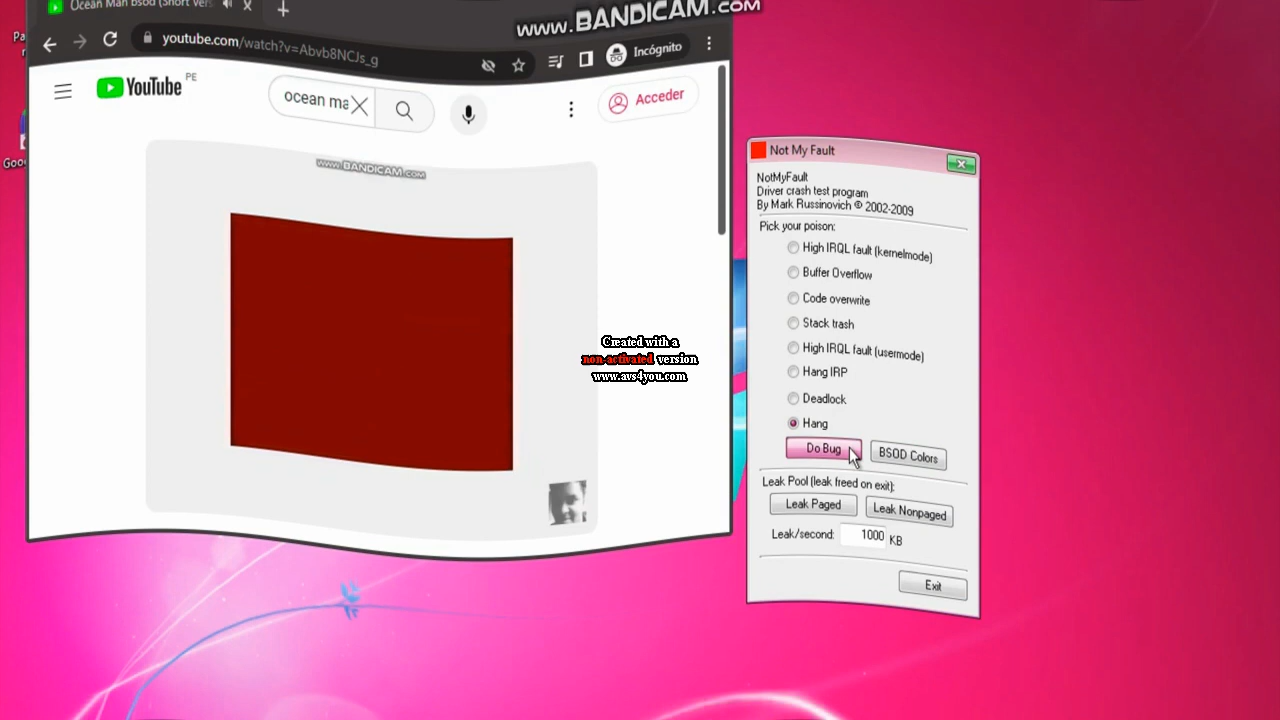 Ocean Man bsod (Short Vers
www.BANDICAM.com
youtube.com/watch?v=Abvb8NCJs_g
Incógnito
YouTube PE
ocean ma
Acceder
www.BANDICAM.com
Goo
Created with a
non-activated version
www.avs4you.com
Not My Fault
NotMyFault
Driver crash test program
By Mark Russinovich © 2002-2009
Pick your poison:
High IRQL fault (kernelmode)
Buffer Overflow
Code overwrite
Stack trash
High IRQL fault (usermode)
Hang IRP
Deadlock
Hang
Do Bug
BSOD Colors
Leak Pool (leak freed on exit):
Leak Paged
Leak Nonpaged
Leak/second: 1000 KB
Exit